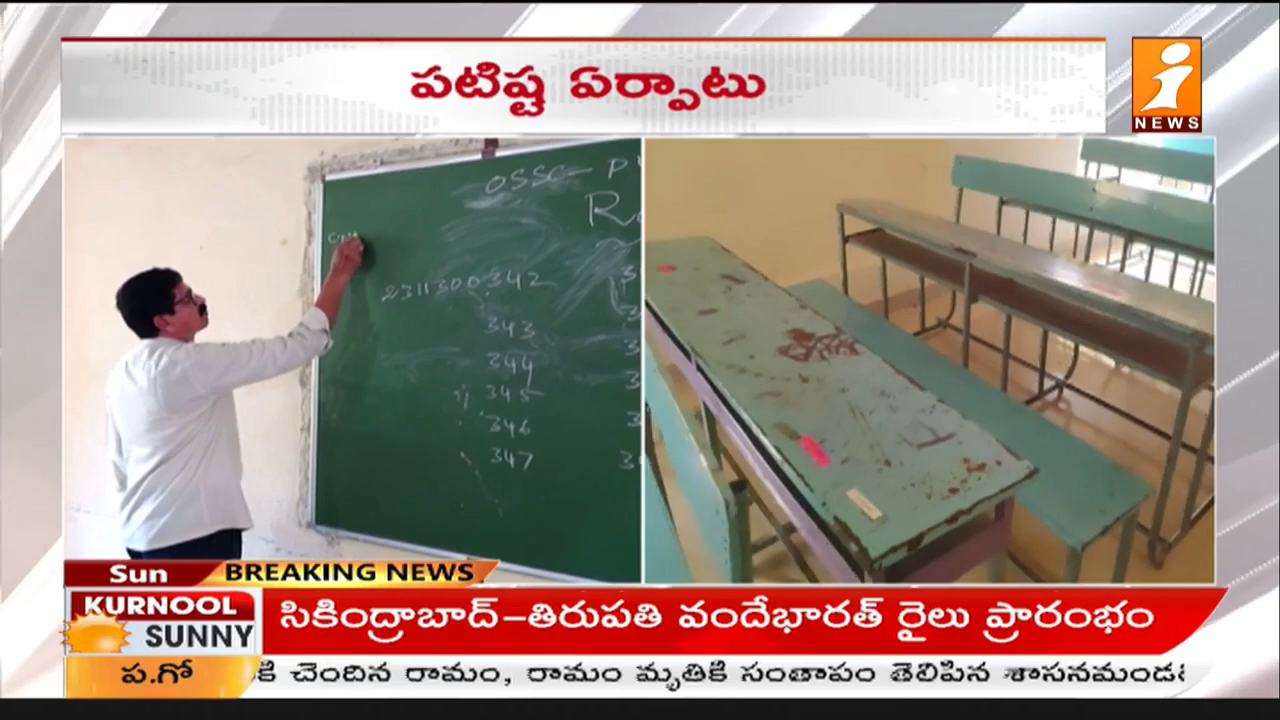 పటిష్ట ఏర్పాటు
i
NEWS
OSSC- P
2311300342
343
344
345
346
347
Sun
BREAKING NEWS
KURNOOL
SUNNY
సికింద్రాబాద్-తిరుపతి వందేభారత్ రైలు ప్రారంభం
ప.గో
కి చెందిన రామం, రామం మృతికి సంతాపం తెలిపిన శాసనమండ